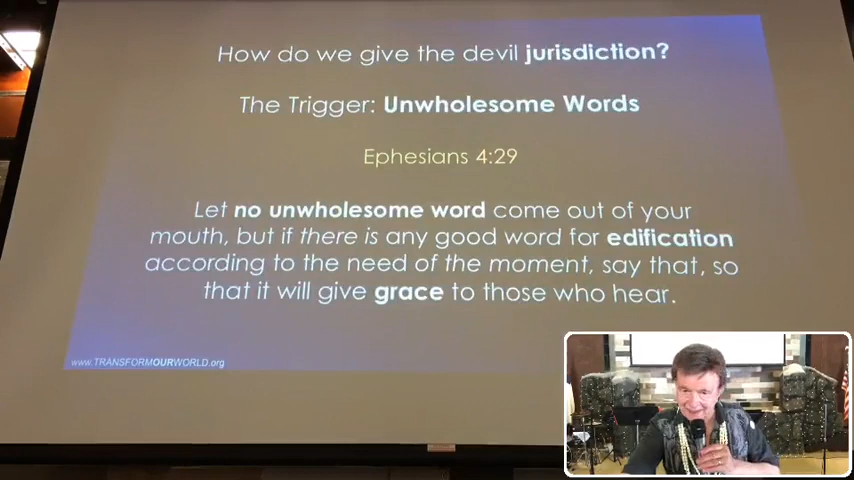 How do we give the devil jurisdiction?
The Trigger: Unwholesome Words
Ephesians 4:29
Let no unwholesome word come out of your
mouth, but if there is any good word for edification
according to the need of the moment, say that, so
that it will give grace to those who hear.
www.TRANSFORMOURWORLD.org